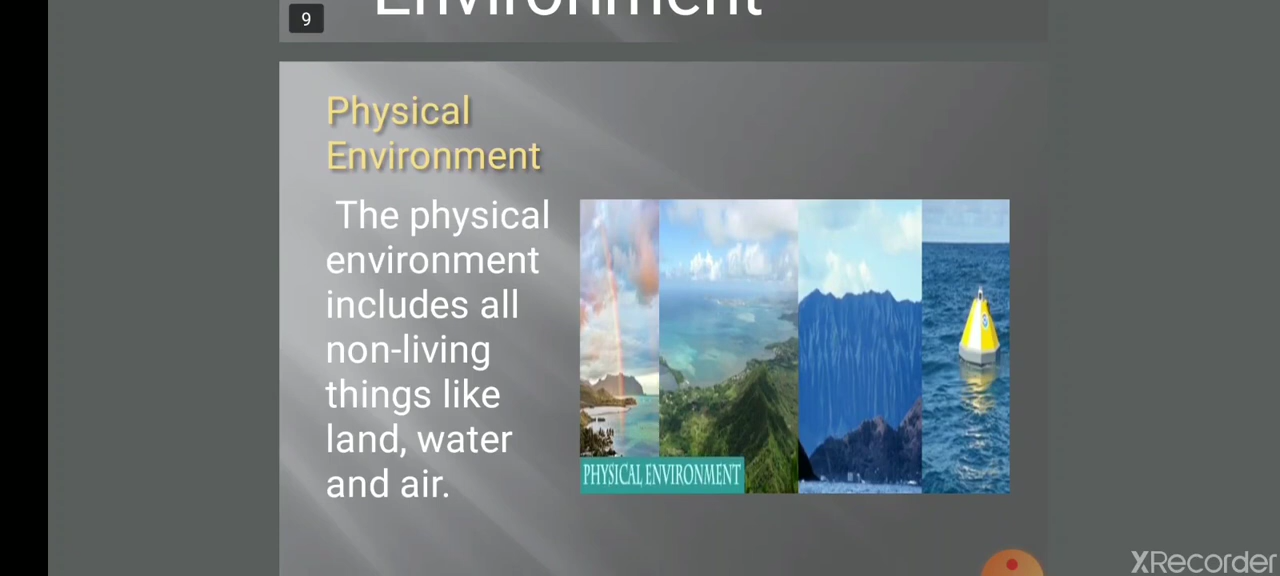 9
Environment
Physical
Environment
The physical
environment
includes all
non-living
things like
land, water
and air.
PHYSICAL ENVIRONMENT
XRecorder